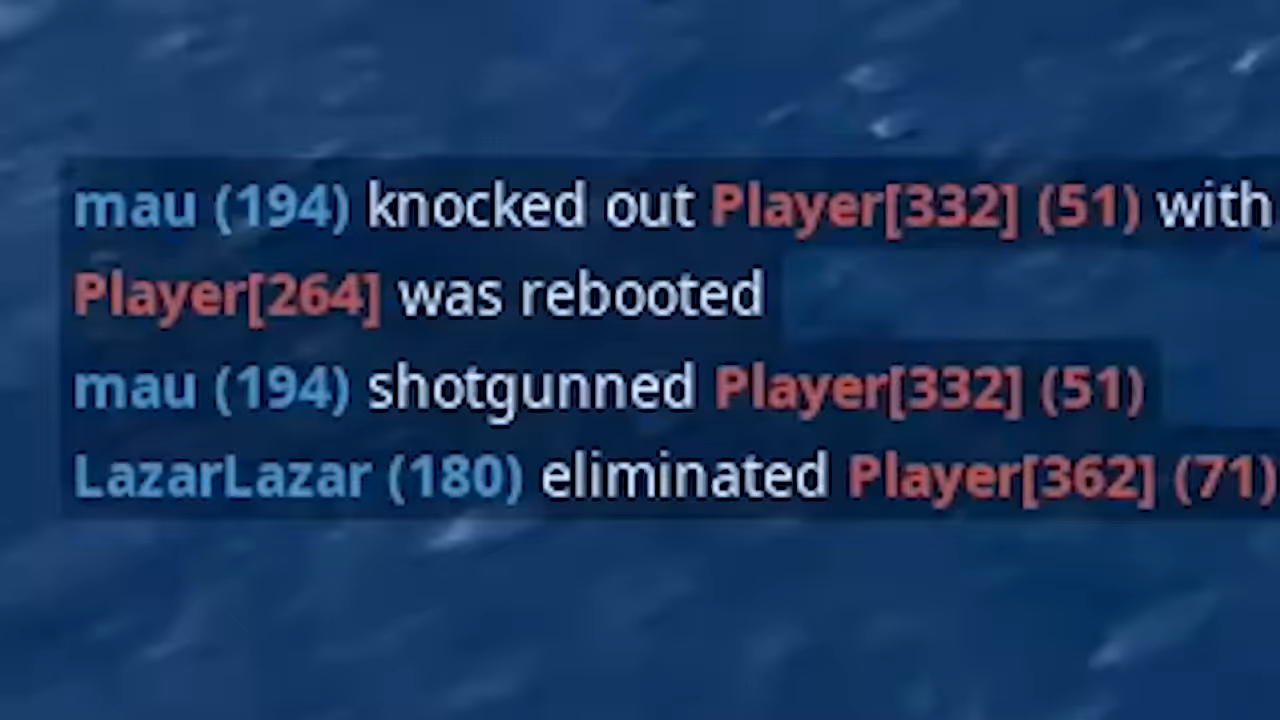 mau (194) knocked out Player[332] (51) with
Player[264] was rebooted
mau (194) shotgunned Player[332] (51)
LazarLazar (180) eliminated Player[362] (71)